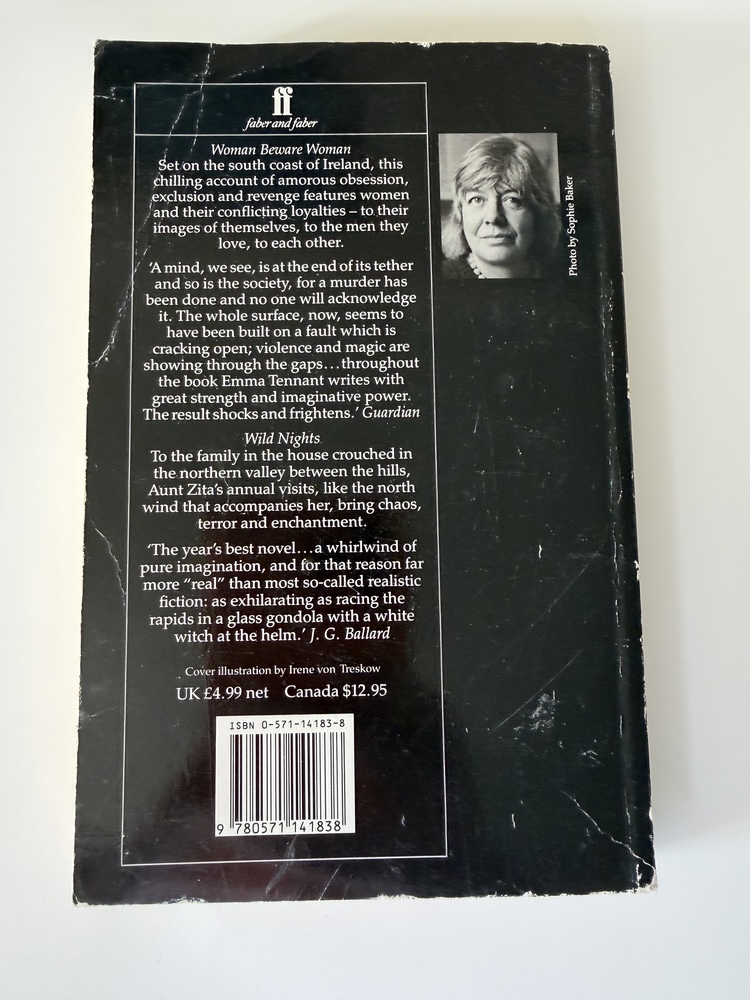 ff
faber and faber
Woman Beware Woman
Set on the south coast of Ireland, this
chilling account of amorous obsession,
exclusion and revenge features women
and their conflicting loyalties – to their
images of themselves, to the men they
love, to each other.
‘A mind, we see, is at the end of its tether
and so is the society, for a murder has
been done and no one will acknowledge
it. The whole surface, now, seems to
have been built on a fault which is
cracking open; violence and magic are
showing through the gaps...throughout
the book Emma Tennant writes with
great strength and imaginative power.
The result shocks and frightens.’ Guardian
Wild Nights
To the family in the house crouched in
the northern valley between the hills,
Aunt Zita’s annual visits, like the north
wind that accompanies her, bring chaos,
terror and enchantment.
‘The year’s best novel...a whirlwind of
pure imagination, and for that reason far
more “real” than most so-called realistic
fiction: as exhilarating as racing the
rapids in a glass gondola with a white
witch at the helm.’ J. G. Ballard
Cover illustration by Irene von Treskow
UK £4.99 net Canada $12.95
ISBN 0-571-14183-8
9 780571 141838
Photo by Sophie Baker